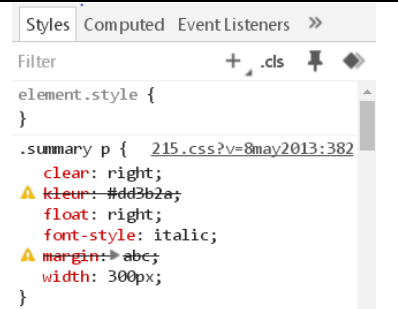 Styles Computed Event Listeners »
Filter + .cls
element.style {
}
.summary p { 215.css?v=8may2013:382
clear: right;
kleur: #dd3b2a;
float: right;
font-style: italic;
margin: abc;
width: 300px;
}